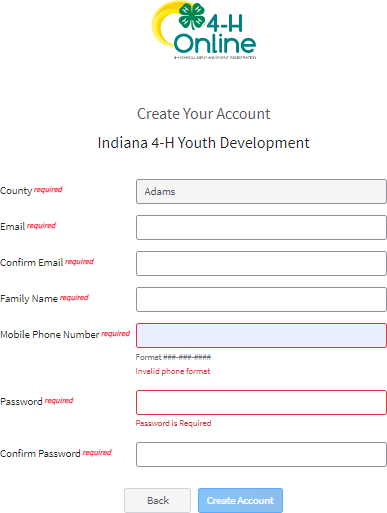 4-H
Online
4-H ENROLLMENT AND EVENT REGISTRATION
Create Your Account
Indiana 4-H Youth Development
County required
Adams
Email required
Confirm Email required
Family Name required
Mobile Phone Number required
Format ###-###-####
Invalid phone format
Password required
Password is Required
Confirm Password required
Back Create Account